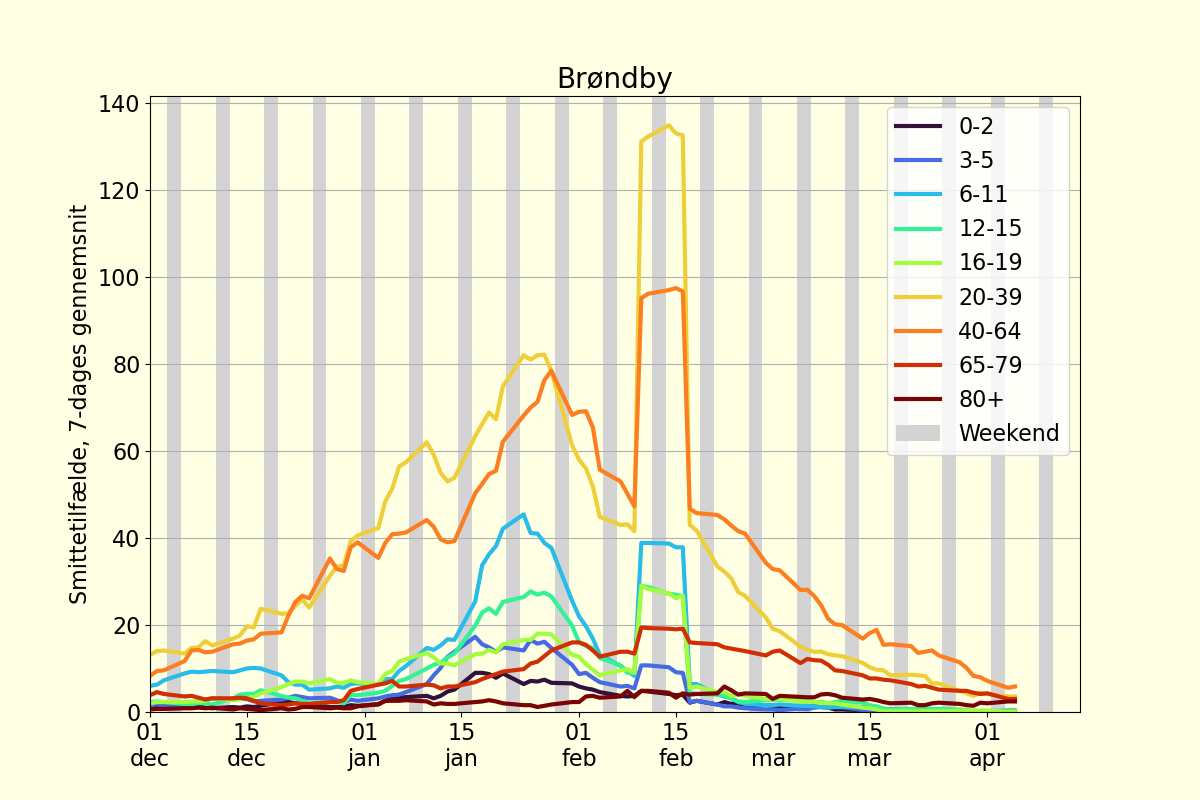 Brøndby
Smittetilfælde, 7-dages gennemsnit
140
120
100
80
60
40
20
0
01 dec
15 dec
01 jan
15 jan
01 feb
15 feb
01 mar
15 mar
01 apr
0-2
3-5
6-11
12-15
16-19
20-39
40-64
65-79
80+
Weekend